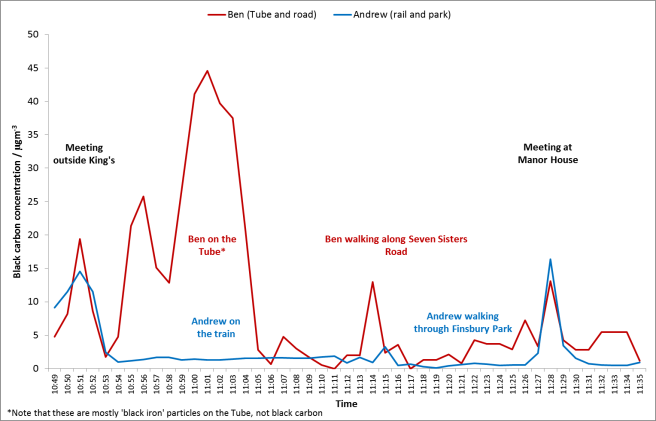 Ben (Tube and road)
Andrew (rail and park)
Black carbon concentration / µgm⁻³
50
45
40
35
30
25
20
15
10
5
0
Meeting
outside King's
Meeting at
Manor House
Ben on the
Tube*
Ben walking along Seven Sisters
Road
Andrew on
the train
Andrew walking
through Finsbury Park
10:49 10:50 10:51 10:52 10:53 10:54 10:55 10:56 10:57 10:58 10:59 11:00 11:01 11:02 11:03 11:04 11:05 11:06 11:07 11:08 11:09 11:10 11:11 11:12 11:13 11:14 11:15 11:16 11:17 11:18 11:19 11:20 11:21 11:22 11:23 11:24 11:25 11:26 11:27 11:28 11:29 11:30 11:31 11:32 11:33 11:34 11:35
Time
*Note that these are mostly 'black iron' particles on the Tube, not black carbon